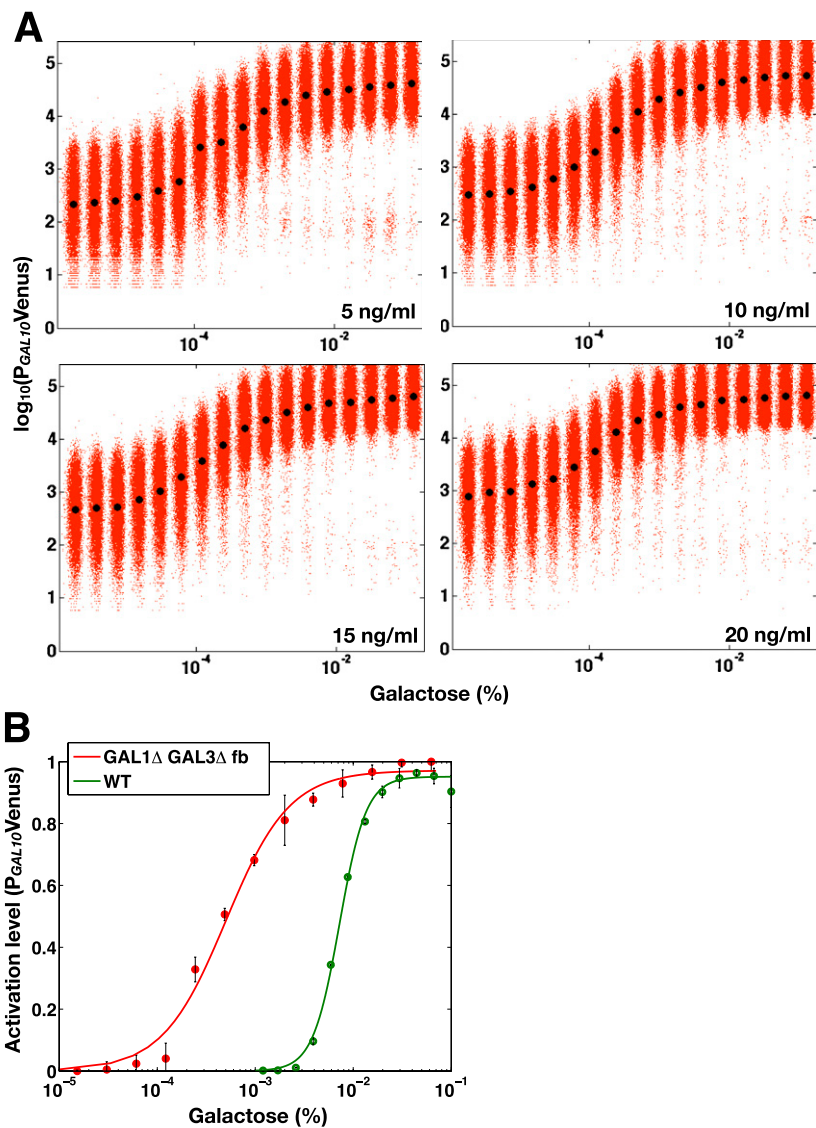 A
log₁₀(P_GAL10Venus)
5
4
3
2
1
0
10⁻⁴ 10⁻²
5 ng/ml
5
4
3
2
1
0
10⁻⁴ 10⁻²
10 ng/ml
5
4
3
2
1
0
10⁻⁴ 10⁻²
15 ng/ml
5
4
3
2
1
0
10⁻⁴ 10⁻²
20 ng/ml
Galactose (%)
B
GAL1Δ GAL3Δ fb
WT
Activation level (P_GAL10Venus)
1
0.8
0.6
0.4
0.2
0
10⁻⁵ 10⁻⁴ 10⁻³ 10⁻² 10⁻¹
Galactose (%)